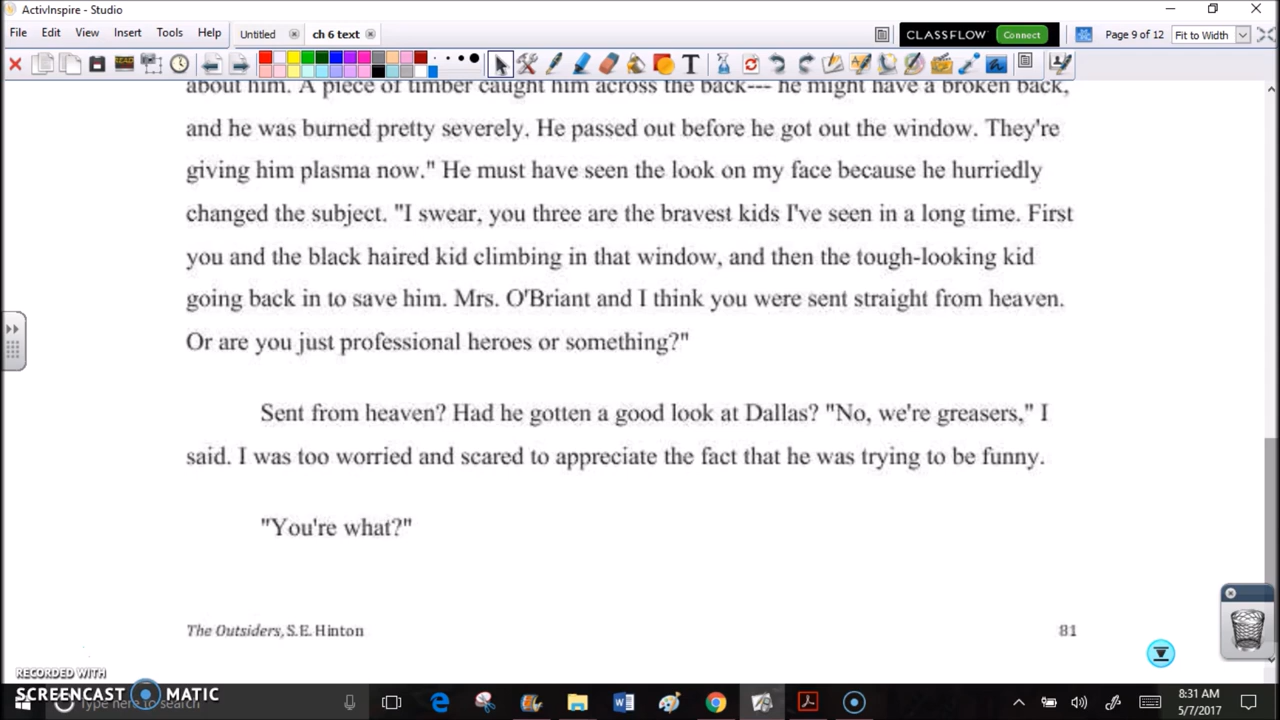 ActivInspire - Studio
File Edit View Insert Tools Help Untitled ch 6 text CLASSFLOW Connect Page 9 of 12 Fit to Width
about him. A piece of timber caught him across the back--- he might have a broken back,
and he was burned pretty severely. He passed out before he got out the window. They're
giving him plasma now." He must have seen the look on my face because he hurriedly
changed the subject. "I swear, you three are the bravest kids I've seen in a long time. First
you and the black haired kid climbing in that window, and then the tough-looking kid
going back in to save him. Mrs. O'Briant and I think you were sent straight from heaven.
Or are you just professional heroes or something?"
Sent from heaven? Had he gotten a good look at Dallas? "No, we're greasers," I
said. I was too worried and scared to appreciate the fact that he was trying to be funny.
"You're what?"
The Outsiders, S.E. Hinton 81
RECORDED WITH
SCREENCAST MATIC
Type here to search
8:31 AM
5/7/2017